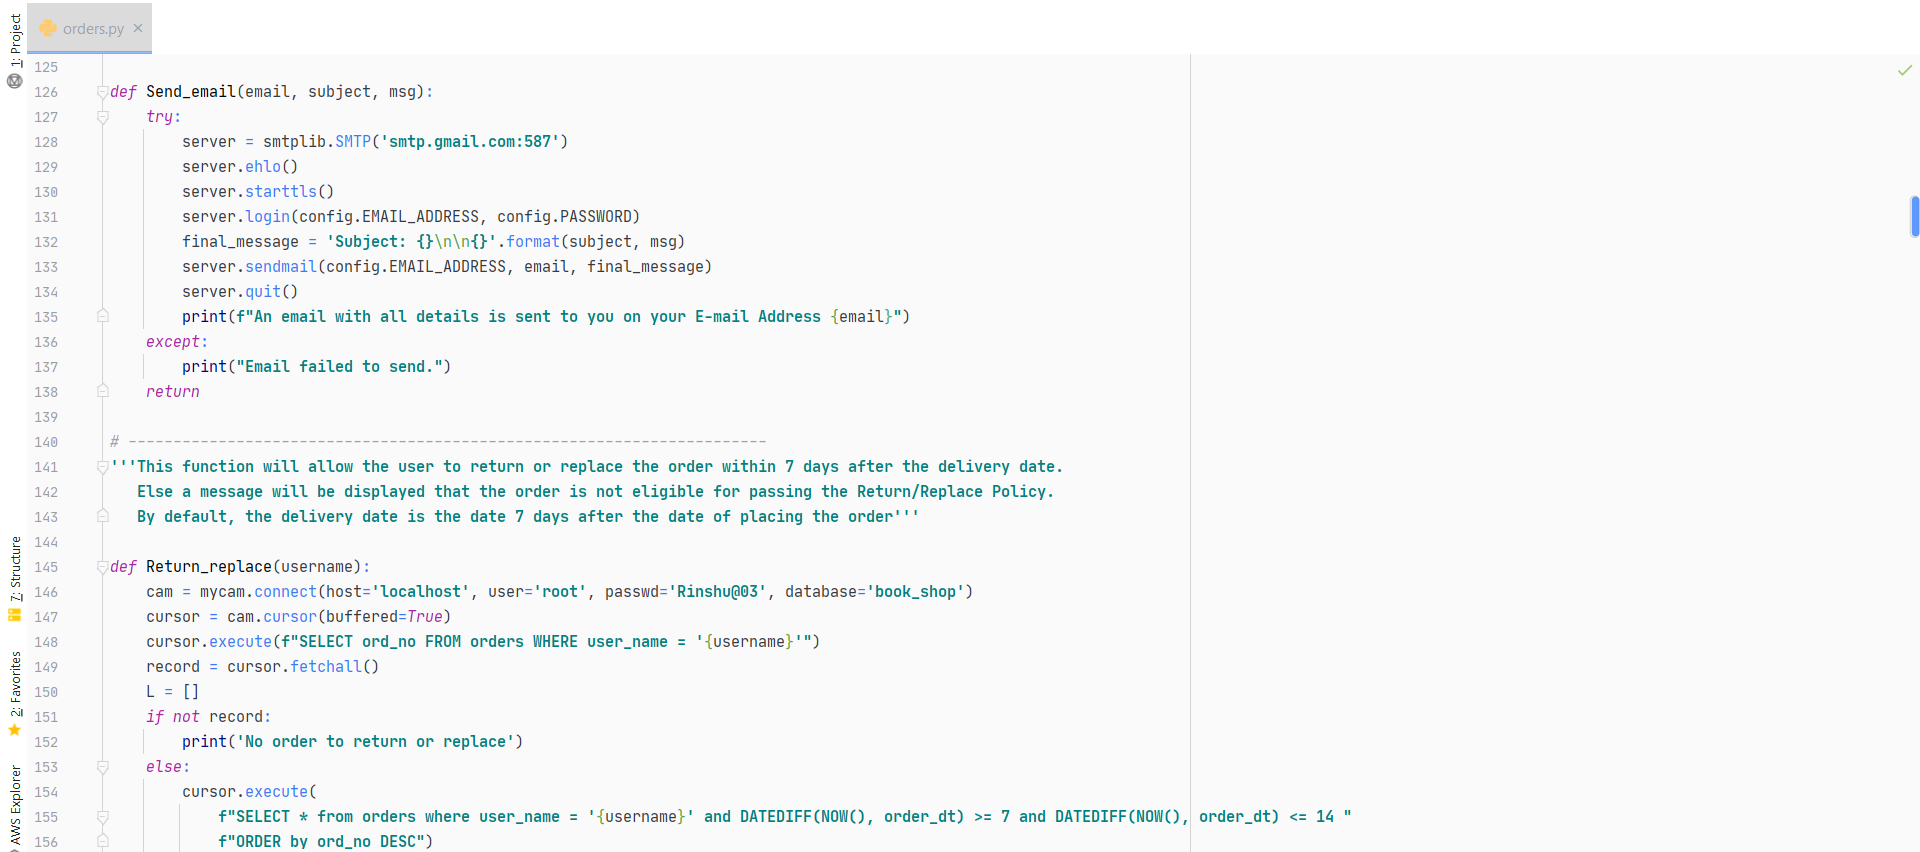 1: Project
orders.py
125
126 def Send_email(email, subject, msg):
127 try:
128 server = smtplib.SMTP('smtp.gmail.com:587')
129 server.ehlo()
130 server.starttls()
131 server.login(config.EMAIL_ADDRESS, config.PASSWORD)
132 final_message = 'Subject: {}\n\n{}'.format(subject, msg)
133 server.sendmail(config.EMAIL_ADDRESS, email, final_message)
134 server.quit()
135 print(f"An email with all details is sent to you on your E-mail Address {email}")
136 except:
137 print("Email failed to send.")
138 return
139
140 # -----------------------------------------------------------------------
141 '''This function will allow the user to return or replace the order within 7 days after the delivery date.
142 Else a message will be displayed that the order is not eligible for passing the Return/Replace Policy.
143 By default, the delivery date is the date 7 days after the date of placing the order'''
144
145 def Return_replace(username):
146 cam = mycam.connect(host='localhost', user='root', passwd='Rinshu@03', database='book_shop')
147 cursor = cam.cursor(buffered=True)
148 cursor.execute(f"SELECT ord_no FROM orders WHERE user_name = '{username}'")
149 record = cursor.fetchall()
150 L = []
151 if not record:
152 print('No order to return or replace')
153 else:
154 cursor.execute(
155 f"SELECT * from orders where user_name = '{username}' and DATEDIFF(NOW(), order_dt) >= 7 and DATEDIFF(NOW(), order_dt) <= 14 "
156 f"ORDER by ord_no DESC")
7: Structure
2: Favorites
AWS Explorer